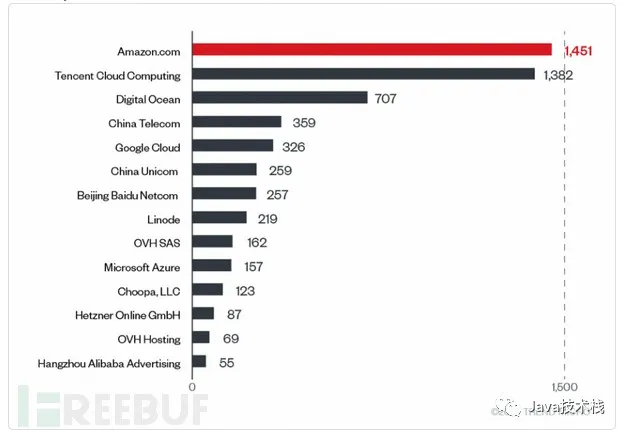 Amazon.com 1,451
Tencent Cloud Computing 1,382
Digital Ocean 707
China Telecom 359
Google Cloud 326
China Unicom 259
Beijing Baidu Netcom 257
Linode 219
OVH SAS 162
Microsoft Azure 157
Choopa, LLC 123
Hetzner Online GmbH 87
OVH Hosting 69
Hangzhou Alibaba Advertising 55
0 1,500
REEBUF
Java技术栈